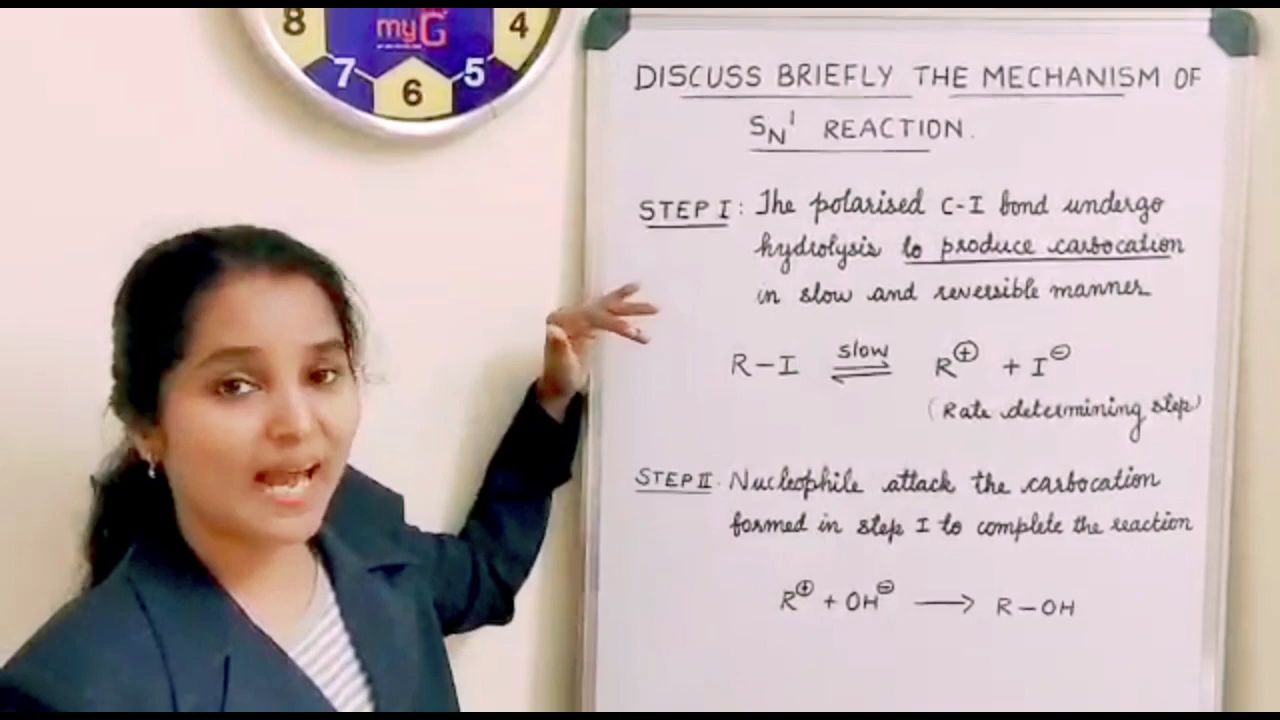 8
4
myG
7
5
6
DISCUSS BRIEFLY THE MECHANISM OF
SN1 REACTION.
STEP I : The polarised C-I bond undergo
hydrolysis to produce carbocation
in slow and reversible manner
R-I ⇌ slow R⊕ + I⊖
(Rate determining step)
STEP II. Nucleophile attack the carbocation
formed in step I to complete the reaction
R⊕ + OH⊖ ⟶ R-OH